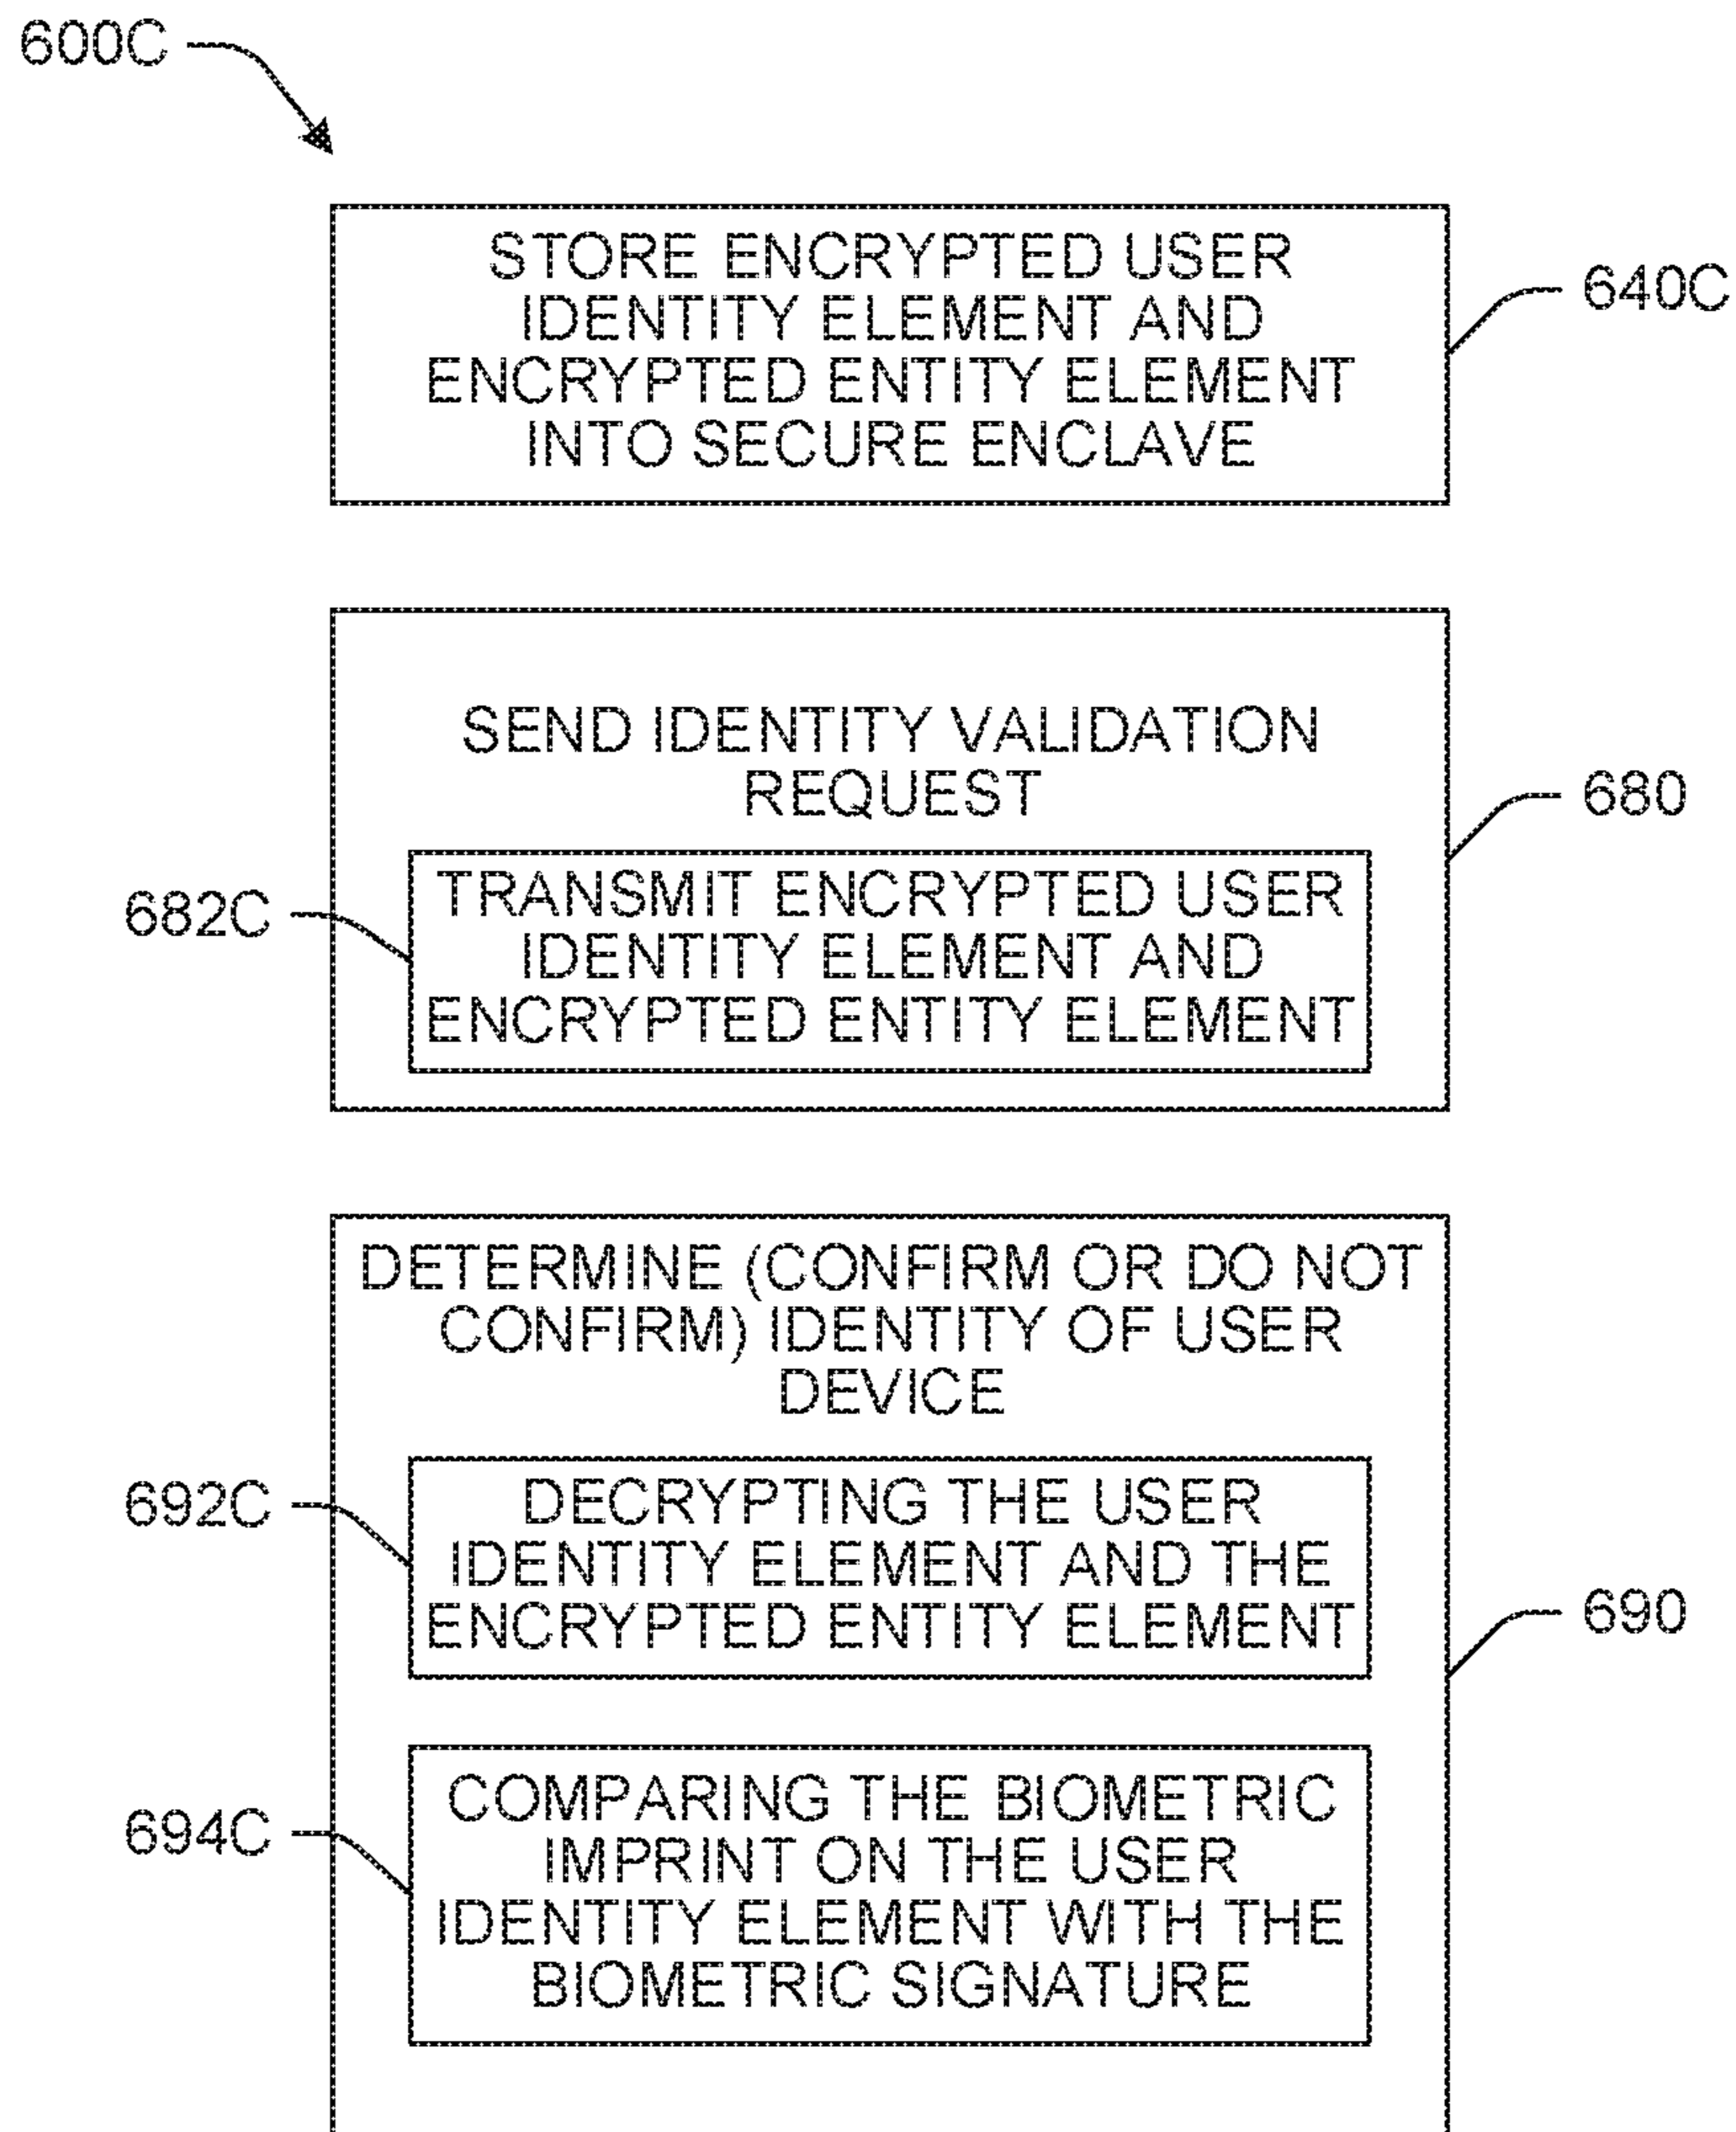 600C
STORE ENCRYPTED USER
IDENTITY ELEMENT AND
ENCRYPTED ENTITY ELEMENT
INTO SECURE ENCLAVE
640C
SEND IDENTITY VALIDATION
REQUEST
680
682C
TRANSMIT ENCRYPTED USER
IDENTITY ELEMENT AND
ENCRYPTED ENTITY ELEMENT
DETERMINE (CONFIRM OR DO NOT
CONFIRM) IDENTITY OF USER
DEVICE
692C
DECRYPTING THE USER
IDENTITY ELEMENT AND THE
ENCRYPTED ENTITY ELEMENT
690
694C
COMPARING THE BIOMETRIC
IMPRINT ON THE USER
IDENTITY ELEMENT WITH THE
BIOMETRIC SIGNATURE